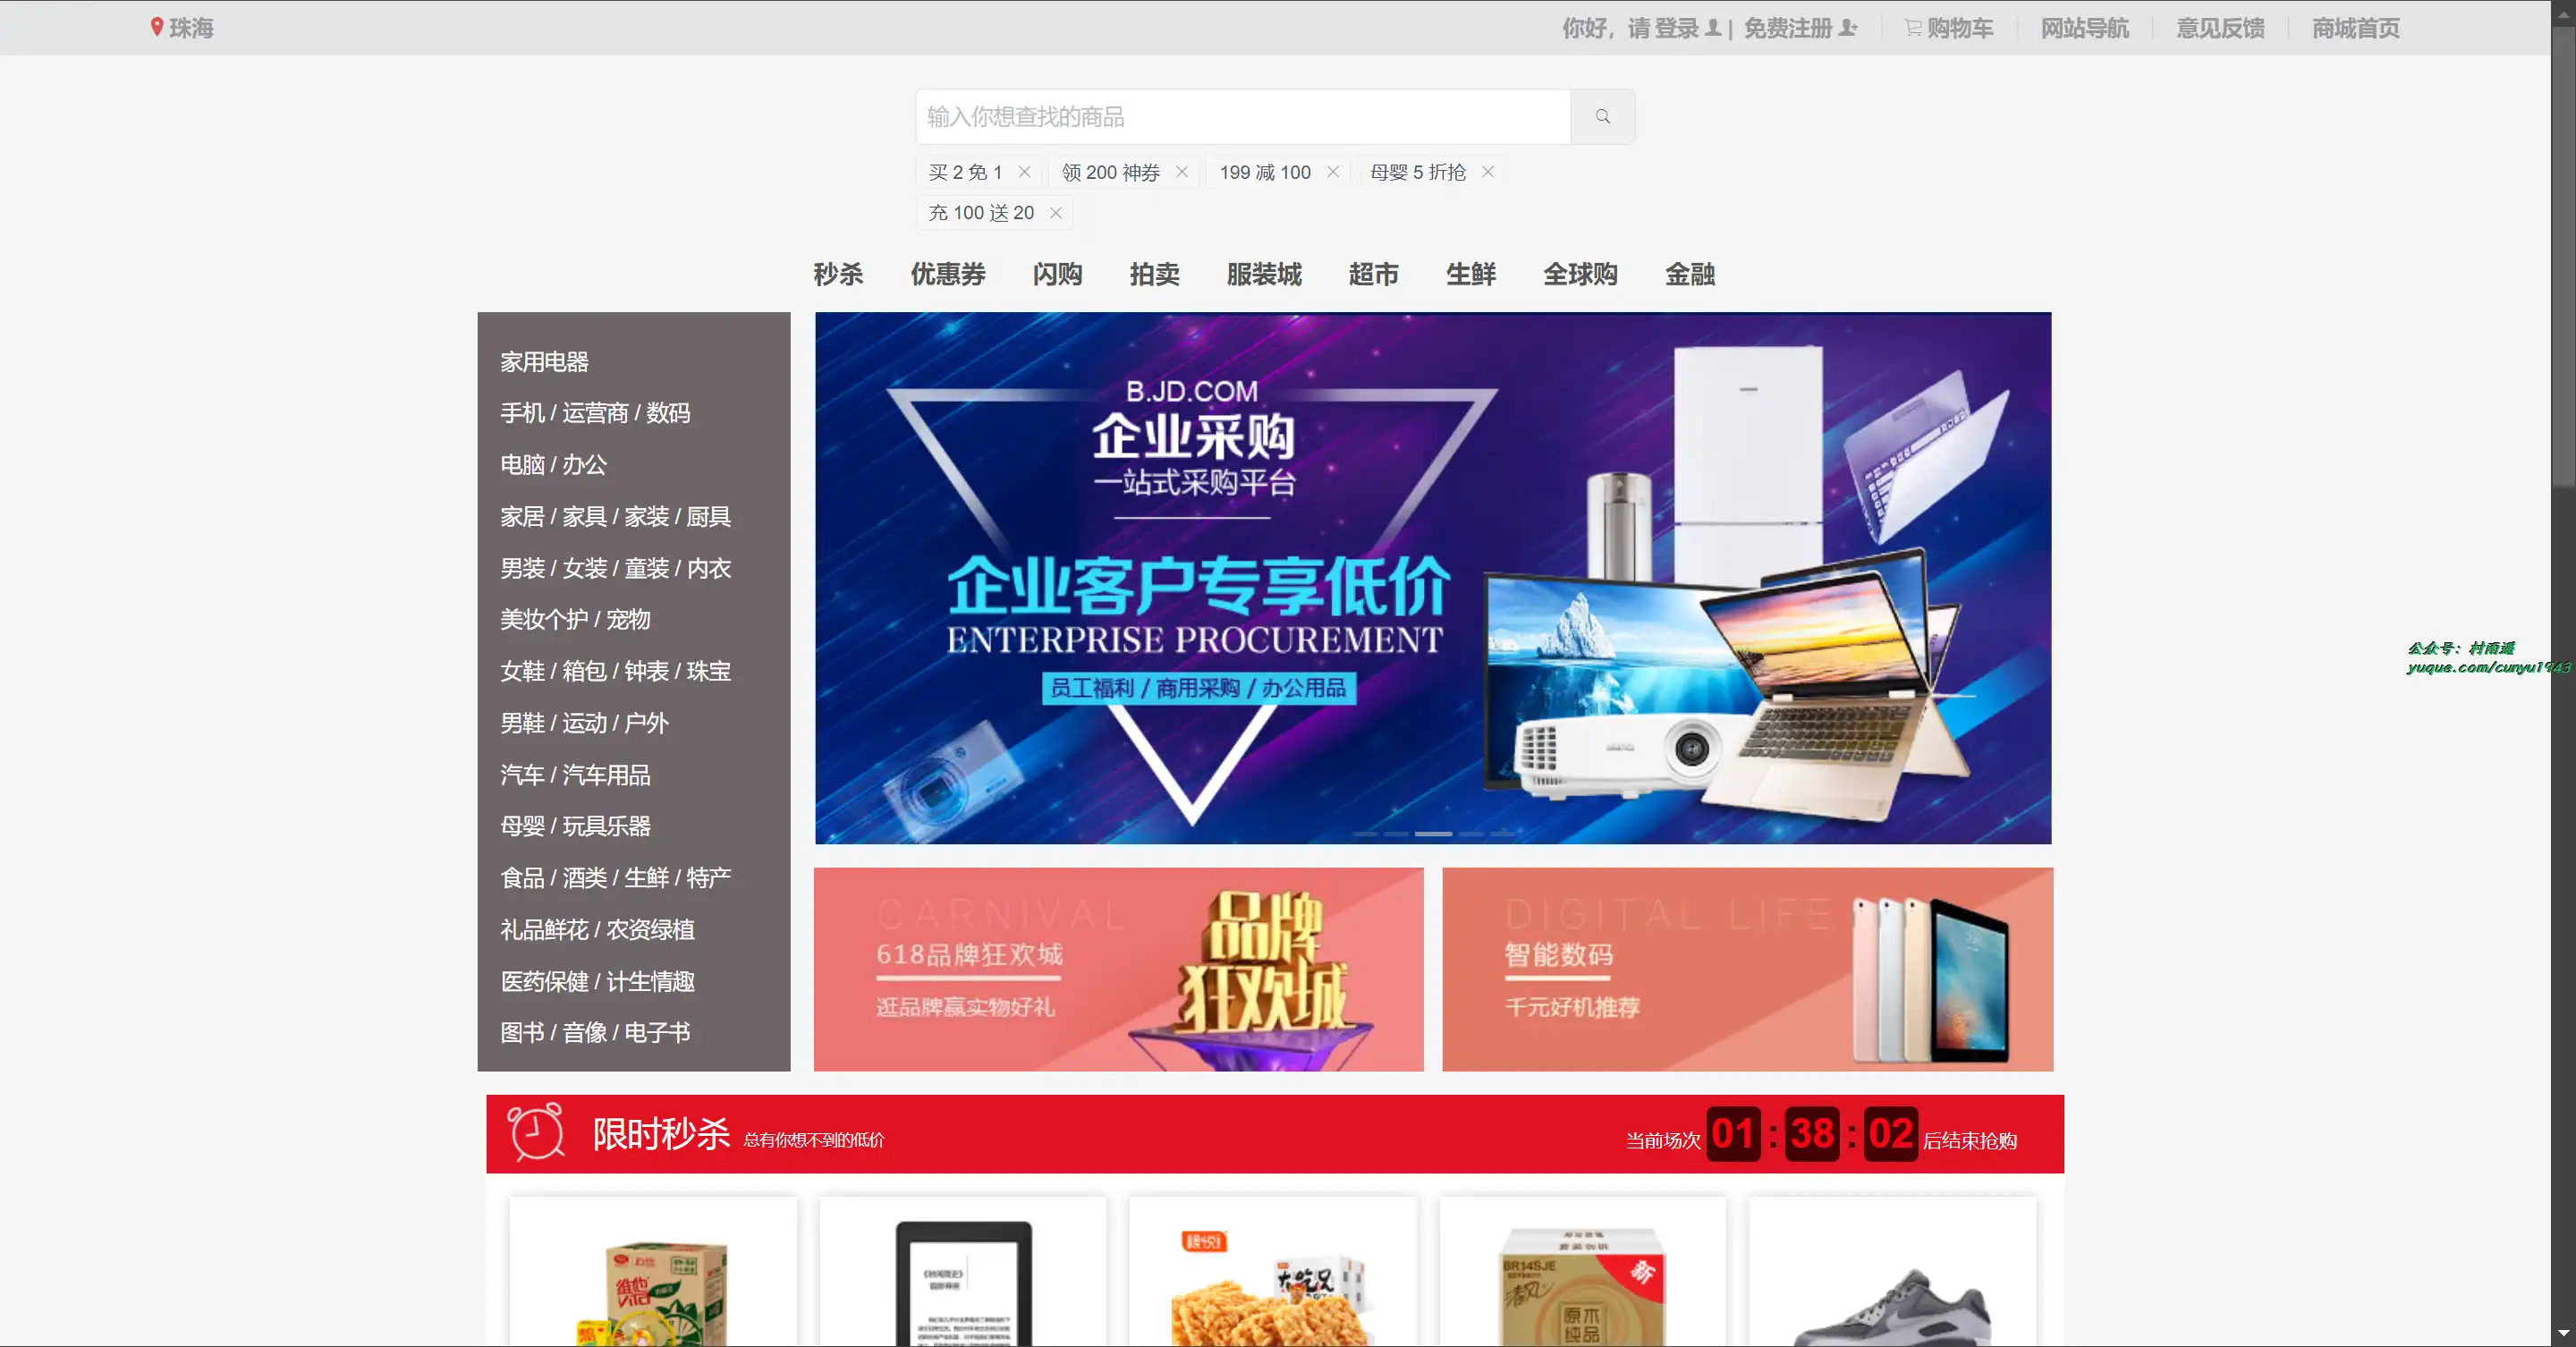 珠海
你好，请 登录 | 免费注册 购物车 网站导航 意见反馈 商城首页
输入你想查找的商品
买 2 免 1 × 领 200 神券 × 199 减 100 × 母婴 5 折抢 ×
充 100 送 20 ×
秒杀 优惠券 闪购 拍卖 服装城 超市 生鲜 全球购 金融
家用电器
手机 / 运营商 / 数码
电脑 / 办公
家居 / 家具 / 家装 / 厨具
男装 / 女装 / 童装 / 内衣
美妆个护 / 宠物
女鞋 / 箱包 / 钟表 / 珠宝
男鞋 / 运动 / 户外
汽车 / 汽车用品
母婴 / 玩具乐器
食品 / 酒类 / 生鲜 / 特产
礼品鲜花 / 农资绿植
医药保健 / 计生情趣
图书 / 音像 / 电子书
B.JD.COM
企业采购
一站式采购平台
企业客户专享低价
ENTERPRISE PROCUREMENT
员工福利 / 商用采购 / 办公用品
公众号：村雨遥
yuque.com/cunyu1943
CARNIVAL
618品牌狂欢城
逛品牌赢实物好礼
品牌
狂欢城
DIGITAL LIFE
智能数码
千元好机推荐
限时秒杀 总有你想不到的低价
当前场次 01 : 38 : 02 后结束抢购
维他
VITA
大吃兄
BR14SJE
清风
新
原木
纯品